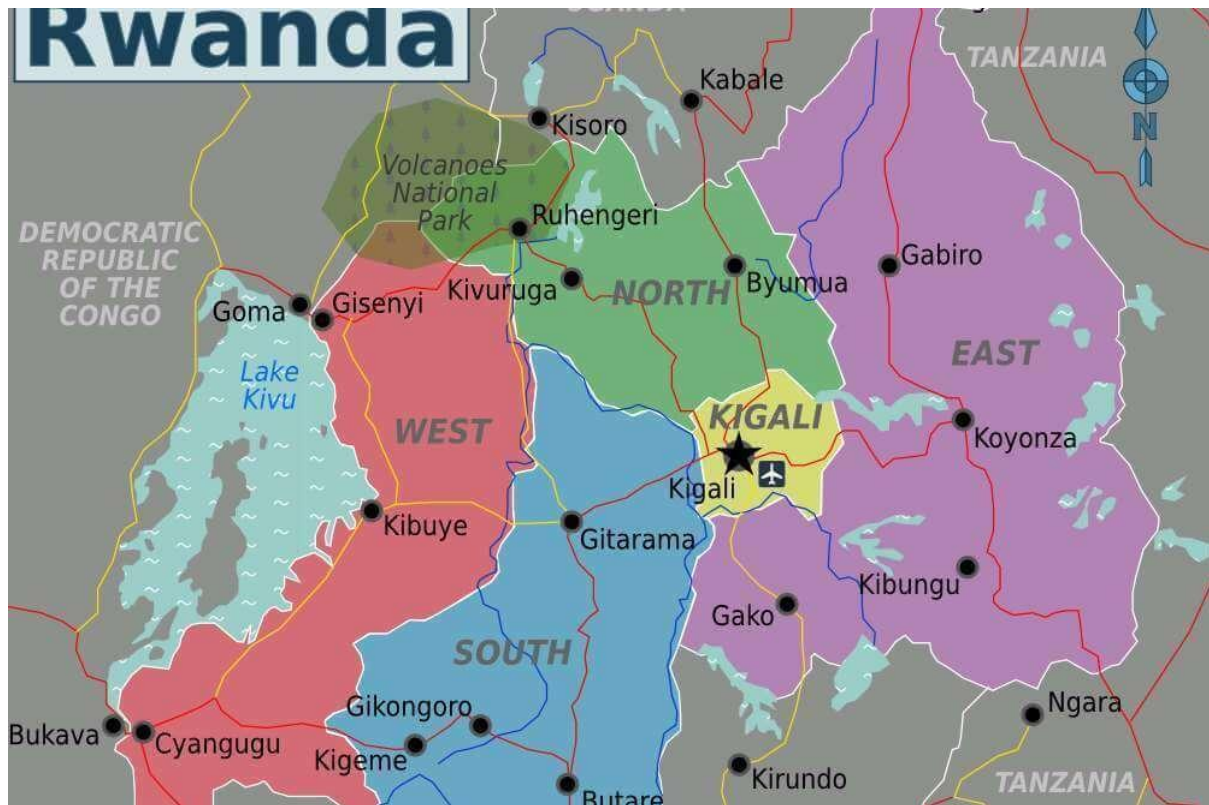 Rwanda
UGANDA
TANZANIA
Kabale
Kisoro
Volcanoes
National
Park
Ruhengeri
DEMOCRATIC
REPUBLIC
OF THE
CONGO
Goma
Gisenyi
Kivuruga
NORTH
Byumua
Gabiro
EAST
Lake
Kivu
WEST
KIGALI
Koyonza
Kigali
Kibuye
Gitarama
Kibungu
Gako
SOUTH
Gikongoro
Bukava
Cyangugu
Kigeme
Kirundo
Ngara
TANZANIA
Butare
N